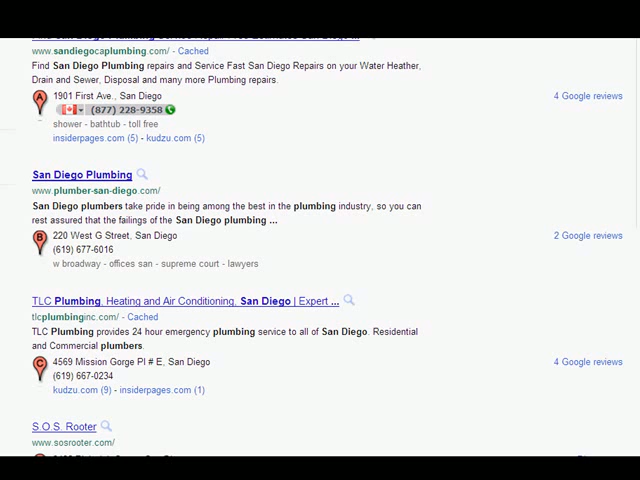 www.sandiegocaplumbing.com/ - Cached
Find San Diego Plumbing repairs and Service Fast San Diego Repairs on your Water Heather,
Drain and Sewer, Disposal and many more Plumbing repairs.
A 1901 First Ave., San Diego 4 Google reviews
(877) 228-9358
shower - bathtub - toll free
insiderpages.com (5) - kudzu.com (5)
San Diego Plumbing
www.plumber-san-diego.com/
San Diego plumbers take pride in being among the best in the plumbing industry, so you can
rest assured that the failings of the San Diego plumbing ...
B 220 West G Street, San Diego 2 Google reviews
(619) 677-6016
w broadway - offices san - supreme court - lawyers
TLC Plumbing, Heating and Air Conditioning, San Diego | Expert ...
tlcplumbinginc.com/ - Cached
TLC Plumbing provides 24 hour emergency plumbing service to all of San Diego. Residential
and Commercial plumbers.
C 4569 Mission Gorge Pl # E, San Diego 4 Google reviews
(619) 667-0234
kudzu.com (9) - insiderpages.com (1)
S.O.S. Rooter
www.sosrooter.com/